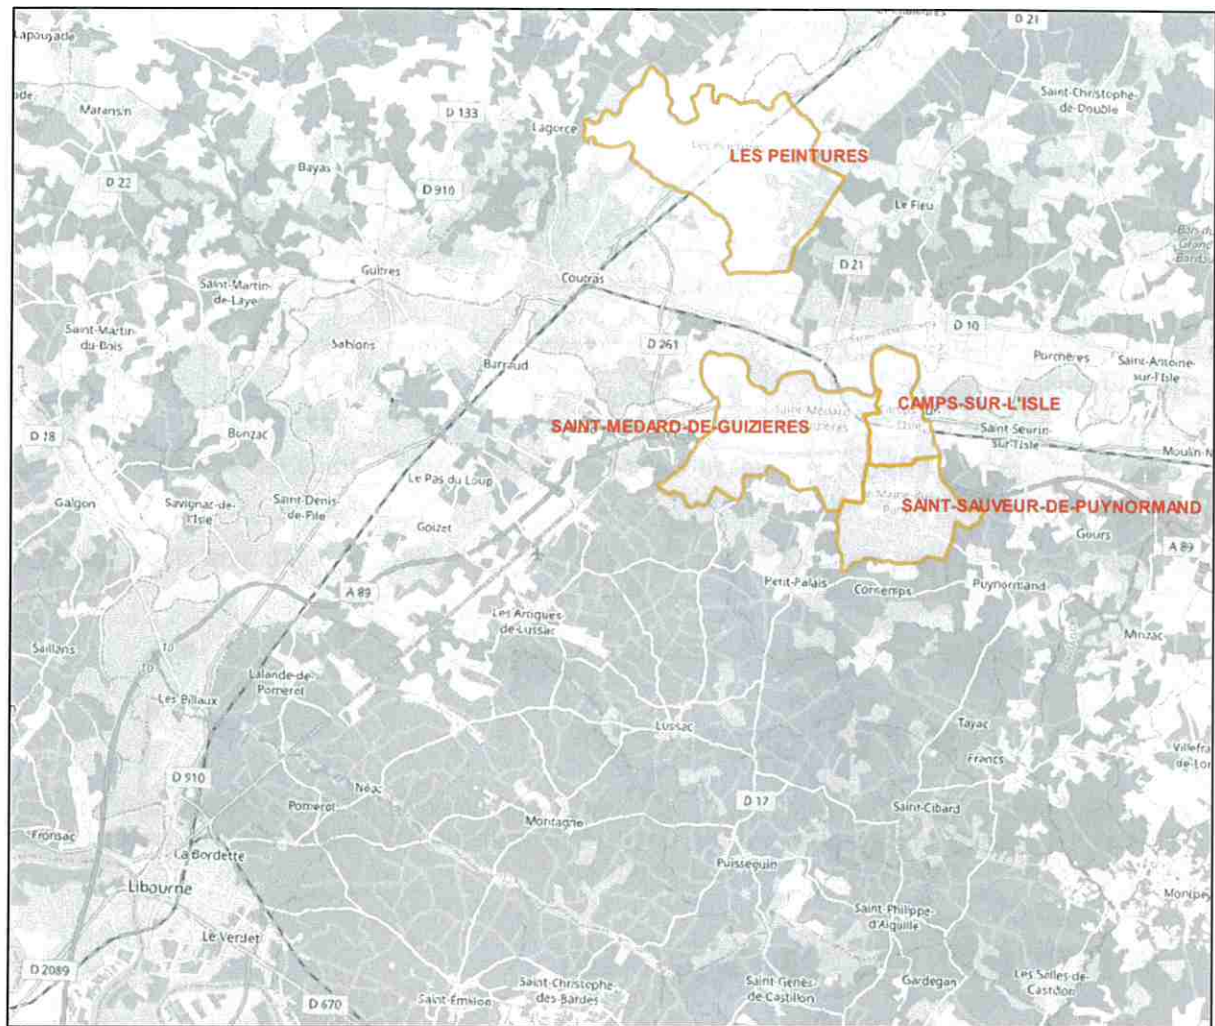 D 21
Lapouyade
Saint-Christophe-
de-Double
Maransin
D 133
Lagorce
LES PEINTURES
Bayas
D 22
D 910
Le Fieu
D 21
Guîtres
Coutras
Saint-Martin-
de-Laye
Saint-Martin-
du-Bois
Sablons
D 10
D 261
Porchères
Saint-Antoine-
sur-l'Isle
Barraud
CAMPS-SUR-L'ISLE
SAINT-MEDARD-DE-GUIZIERES
Saint-Seurin-
sur-l'Isle
D 18
Bonzac
Le Pas du Loup
Galgon
Savignac-de-
l'Isle
Saint-Denis-
de-Pile
Goizet
SAINT-SAUVEUR-DE-PUYNORMAND
Gours
A 89
Petit-Palais
Cornemps
Puynormand
A 89
Les Artigues-
de-Lussac
Minzac
Saillans
Lalande-de-
Pomerol
Les Billaux
Lussac
Tayac
Francs
D 910
Néac
Pomerol
Montagne
D 17
Saint-Cibard
Fronsac
La Bordette
Puisseguin
Libourne
Saint-Philippe-
d'Aiguille
Le Verdet
D 2089
D 670
Saint-Émilion
Saint-Christophe-
des-Bardes
Saint-Genès-
de-Castillon
Gardegan
Les Salles-de-
Castillon